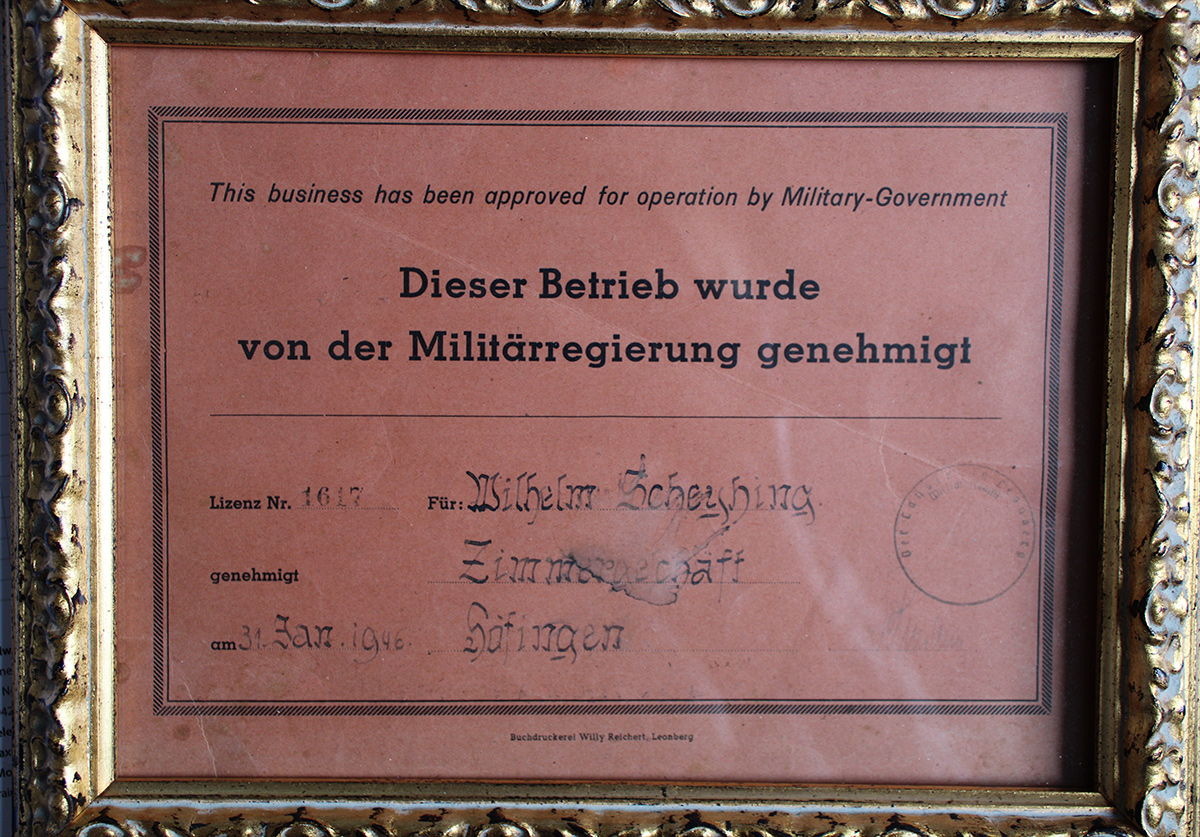 This business has been approved for operation by Military-Government
Dieser Betrieb wurde
von der Militärregierung genehmigt
Lizenz Nr. 1617 Für: Wilhelm Scheyhing.
genehmigt Zimmergeschäft
am 31. Jan. 1946. Höfingen
Buchdruckerei Willy Reichert, Leonberg